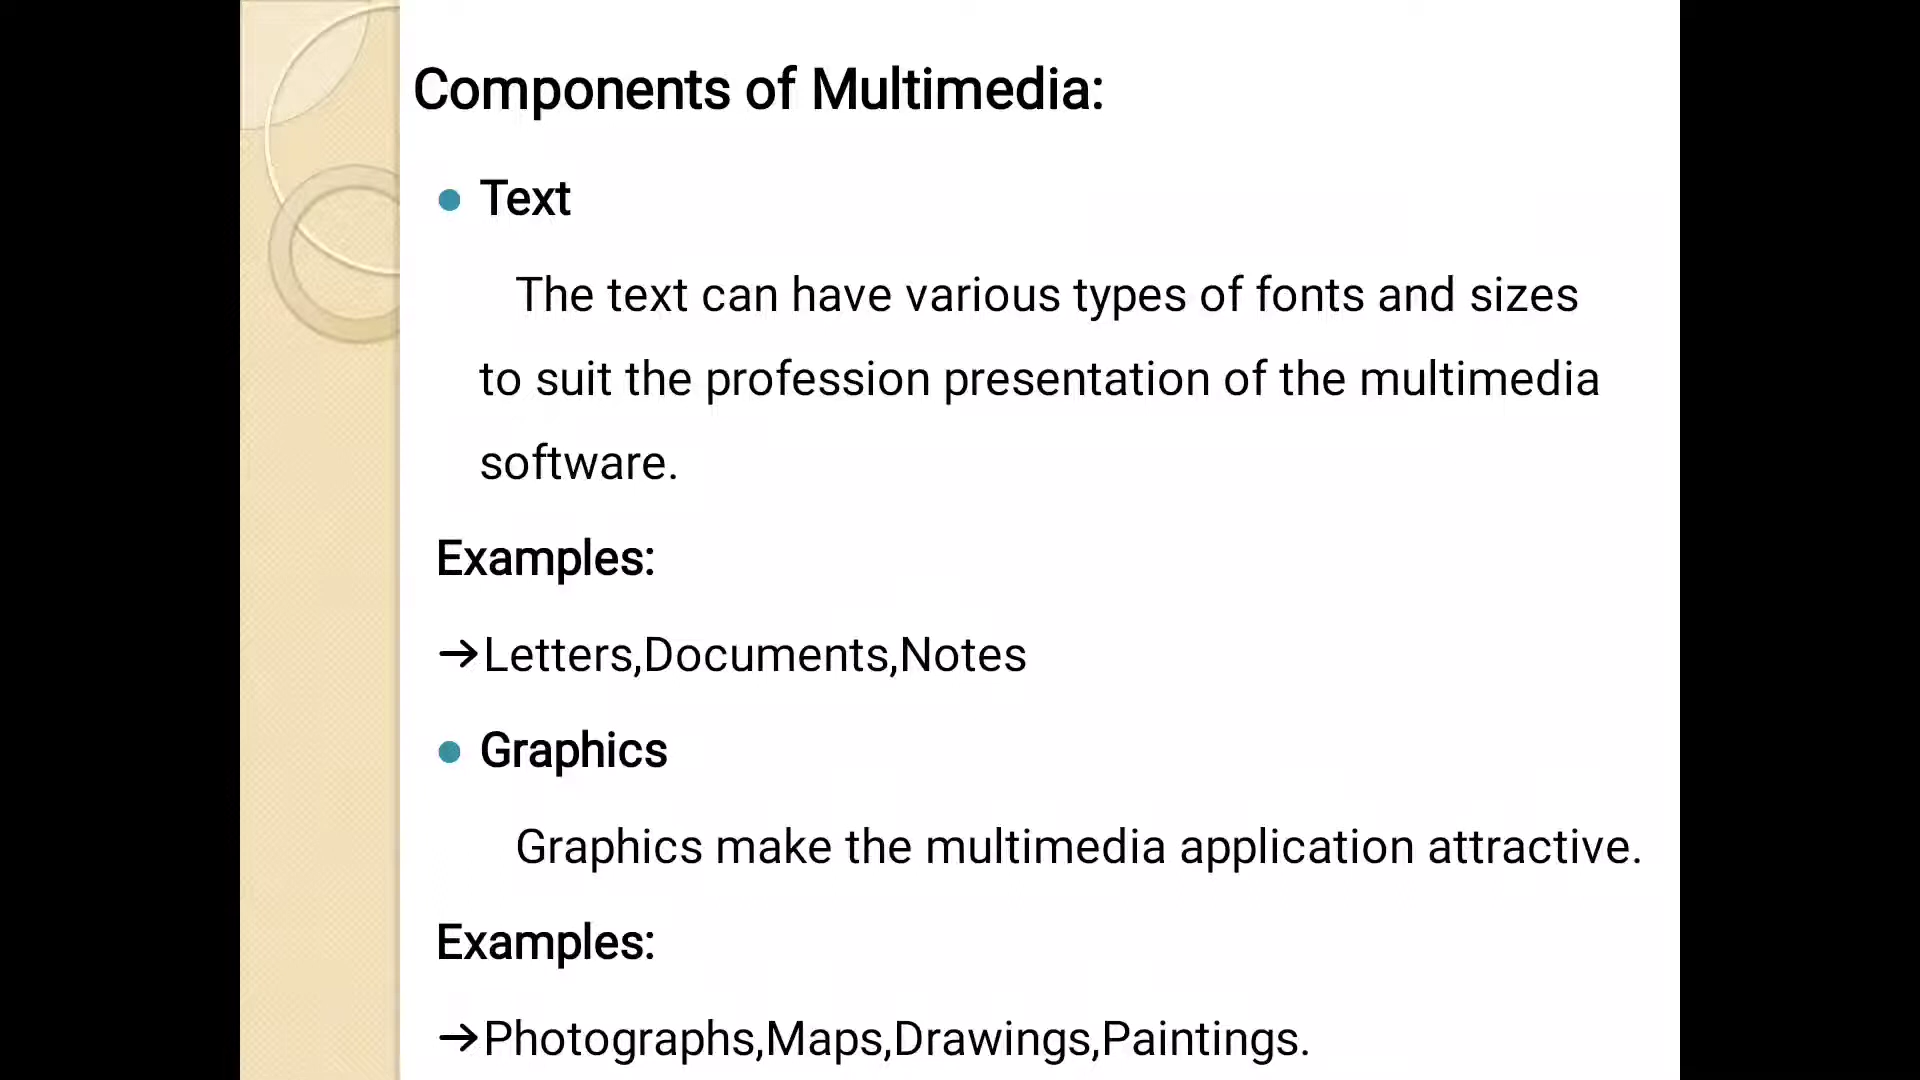 Components of Multimedia:
• Text
The text can have various types of fonts and sizes
to suit the profession presentation of the multimedia
software.
Examples:
→Letters,Documents,Notes
• Graphics
Graphics make the multimedia application attractive.
Examples:
→Photographs,Maps,Drawings,Paintings.